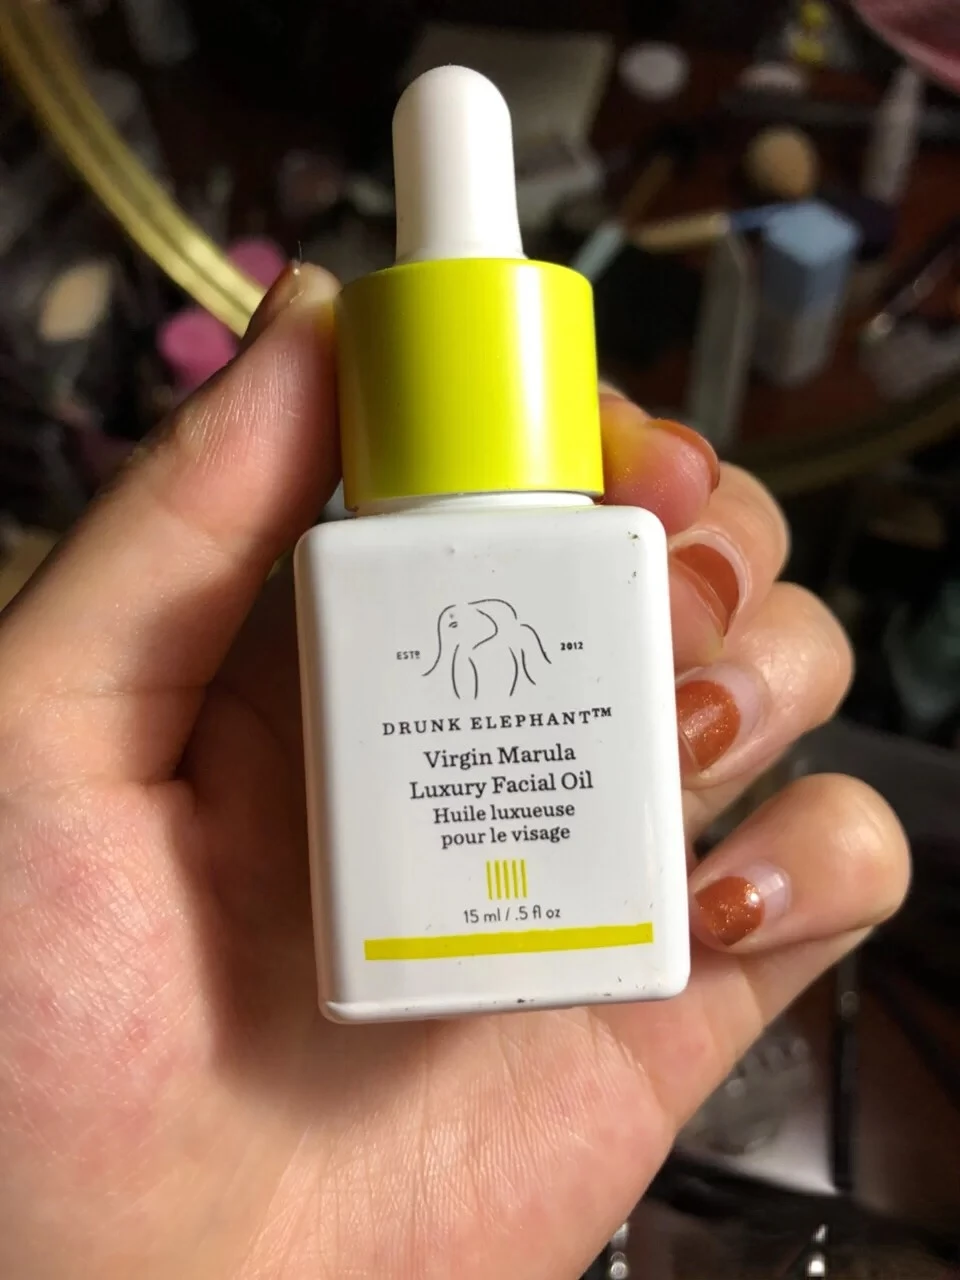 ESTD 2012
DRUNK ELEPHANT™
Virgin Marula
Luxury Facial Oil
Huile luxueuse
pour le visage
15 ml / .5 fl oz